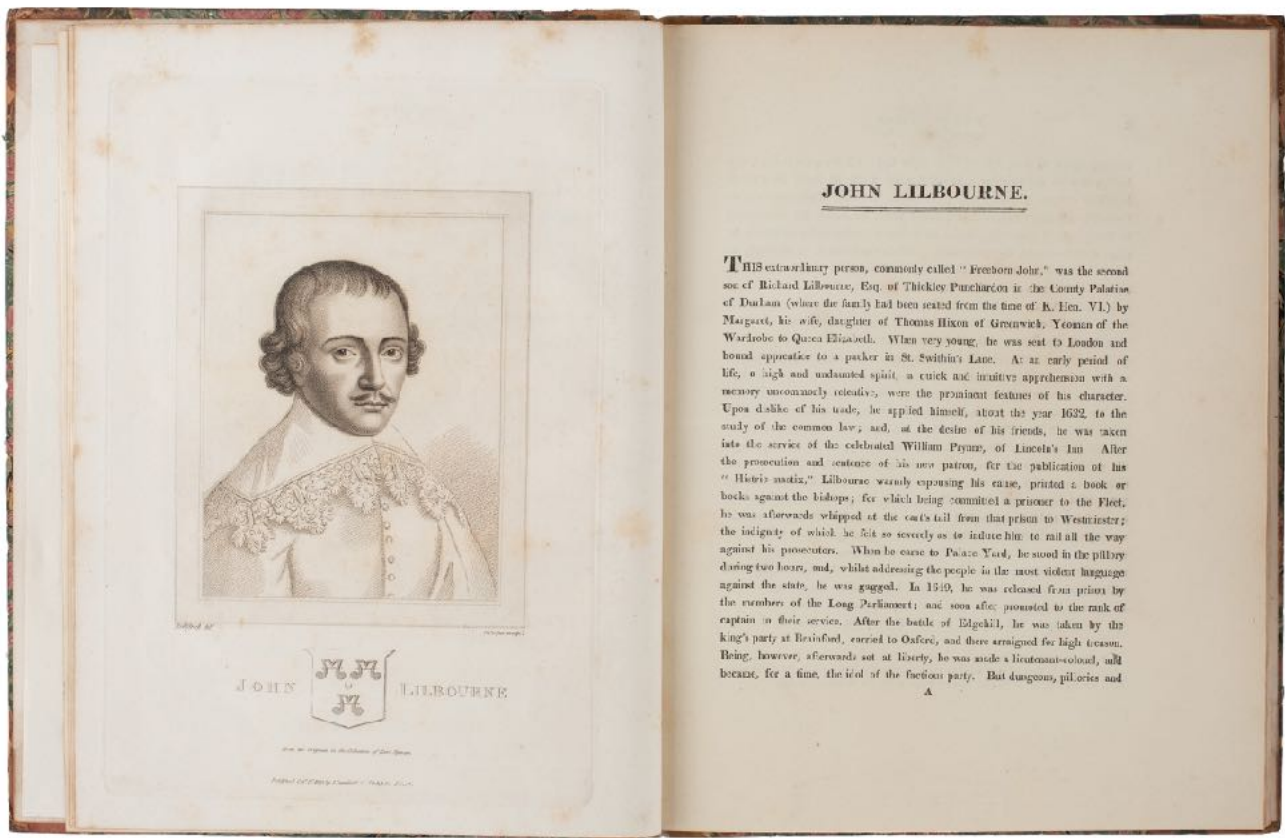 JOHN LILBOURNE
JOHN LILBOURNE.
THIS extraordinary person, commonly called "Freeborn John," was the second
son of Richard Lilbourne, Esq. of Thickley Punchardon in the County Palatine
of Durham (where the family had been seated from the time of K. Hen. VI.) by
Margaret, his wife, daughter of Thomas Hixon of Greenwich, Yeoman of the
Wardrobe to Queen Elizabeth. When very young, he was sent to London and
bound apprentice to a packer in St. Swithin's Lane. At an early period of
life, a high and undaunted spirit, a quick and intuitive apprehension with a
memory uncommonly retentive, were the prominent features of his character.
Upon dislike of his trade, he applied himself, about the year 1632, to the
study of the common law; and, at the desire of his friends, he was taken
into the service of the celebrated William Prynne, of Lincoln's Inn After
the prosecution and sentence of his new patron, for the publication of his
"Histrio mastix," Lilbourne warmly espousing his cause, printed a book or
books against the bishops; for which being committed a prisoner to the Fleet,
he was afterwards whipped at the cart's tail from that prison to Westminster;
the indignity of which he felt so severely as to induce him to rail all the way
against his prosecutors. When he came to Palace Yard, he stood in the pillory
during two hours, and, whilst addressing the people in the most violent language
against the state, he was gagged. In 1640, he was released from prison by
the members of the Long Parliament; and soon after promoted to the rank of
captain in their service. After the battle of Edgehill, he was taken by the
king's party at Brainford, carried to Oxford, and there arraigned for high treason.
Being, however, afterwards set at liberty, he was made a lieutenant-colonel, and
became, for a time, the idol of the factious party. But dungeons, pillories and
A